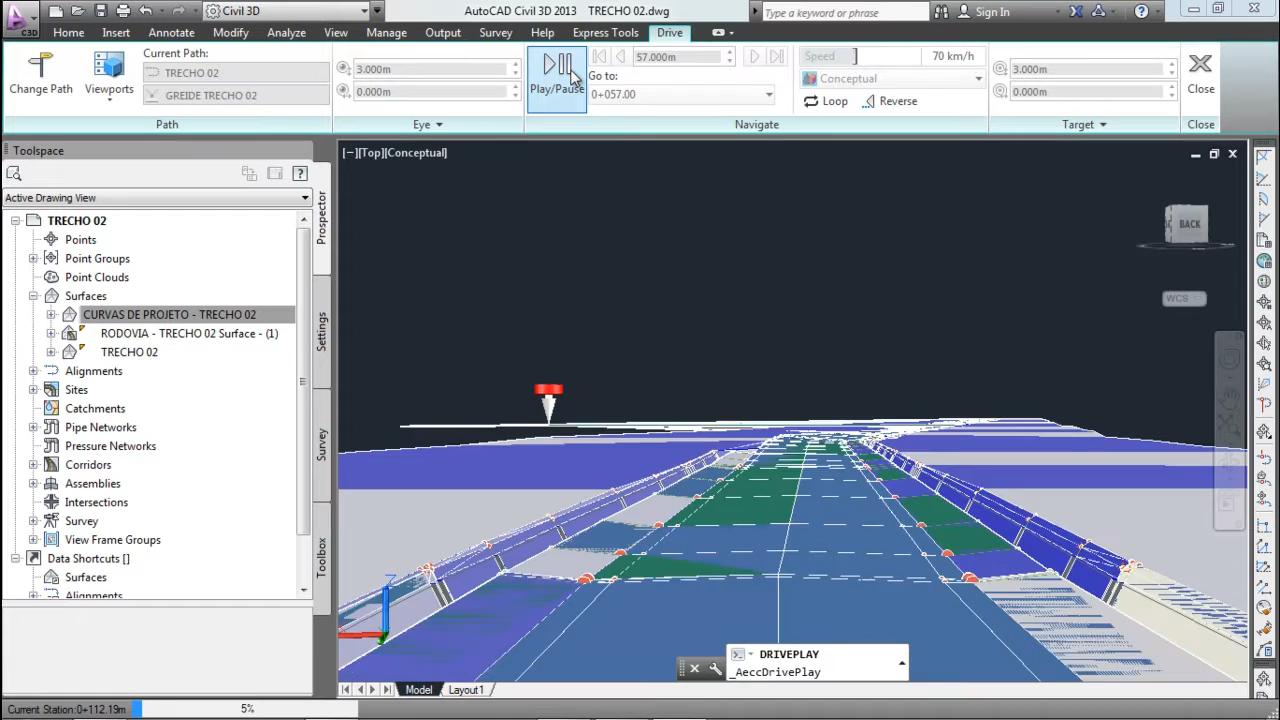 C3D
Civil 3D
AutoCAD Civil 3D 2013 TRECHO 02.dwg
Type a keyword or phrase
Sign In
Home Insert Annotate Modify Analyze View Manage Output Survey Help Express Tools Drive
Change Path
Viewports
Current Path:
TRECHO 02
GREIDE TRECHO 02
Path
3.000m
0.000m
Eye
Play/Pause
57.000m
Go to:
0+057.00
Navigate
Speed 70 km/h
Conceptual
Loop Reverse
3.000m
0.000m
Target
Close
Close
Toolspace
Active Drawing View
TRECHO 02
Points
Point Groups
Point Clouds
Surfaces
CURVAS DE PROJETO - TRECHO 02
RODOVIA - TRECHO 02 Surface - (1)
TRECHO 02
Alignments
Sites
Catchments
Pipe Networks
Pressure Networks
Corridors
Assemblies
Intersections
Survey
View Frame Groups
Data Shortcuts []
Surfaces
Alignments
Prospector
Settings
Survey
Toolbox
[−][Top][Conceptual]
BACK
WCS
Z
DRIVEPLAY
_AeccDrivePlay
Model Layout1
Current Station:0+112.19m 5%